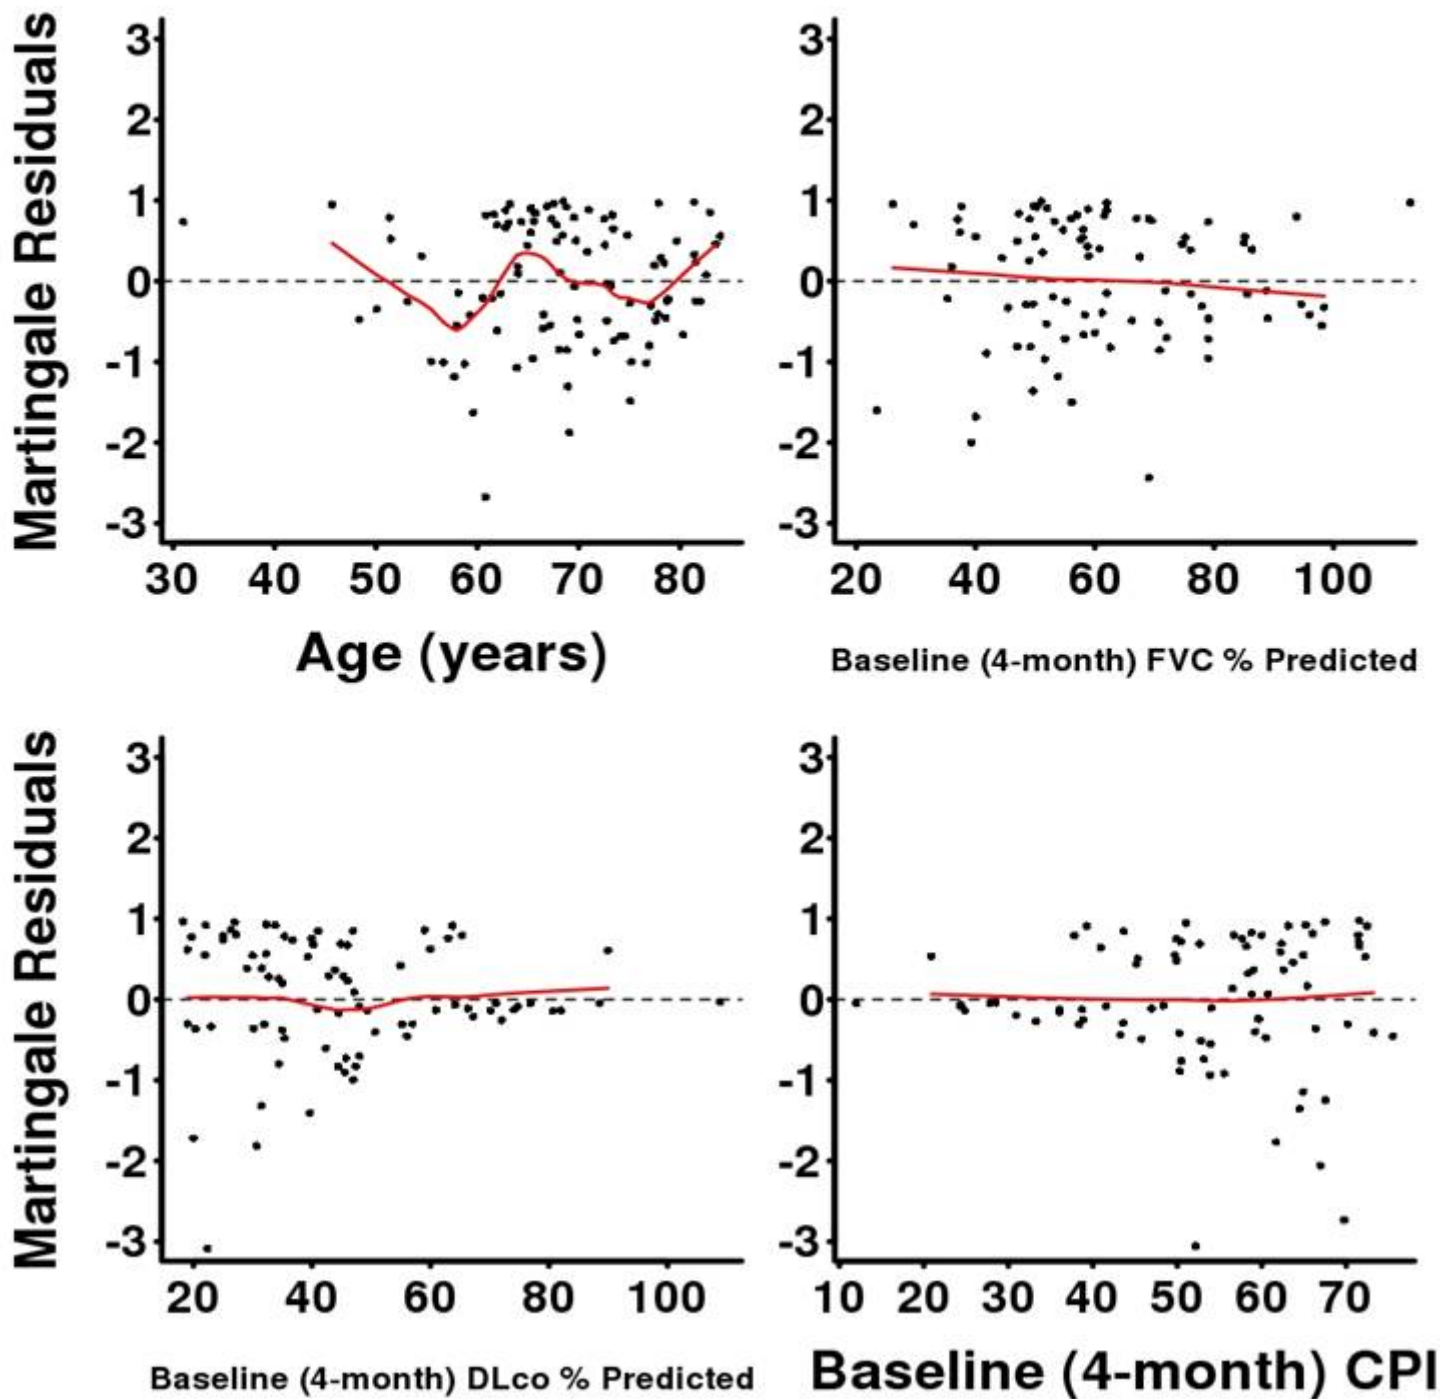 Martingale Residuals
3
2
1
0
-1
-2
-3
30 40 50 60 70 80
Age (years)
3
2
1
0
-1
-2
-3
20 40 60 80 100
Baseline (4-month) FVC % Predicted
Martingale Residuals
3
2
1
0
-1
-2
-3
20 40 60 80 100
Baseline (4-month) DLco % Predicted
3
2
1
0
-1
-2
-3
10 20 30 40 50 60 70
Baseline (4-month) CPI